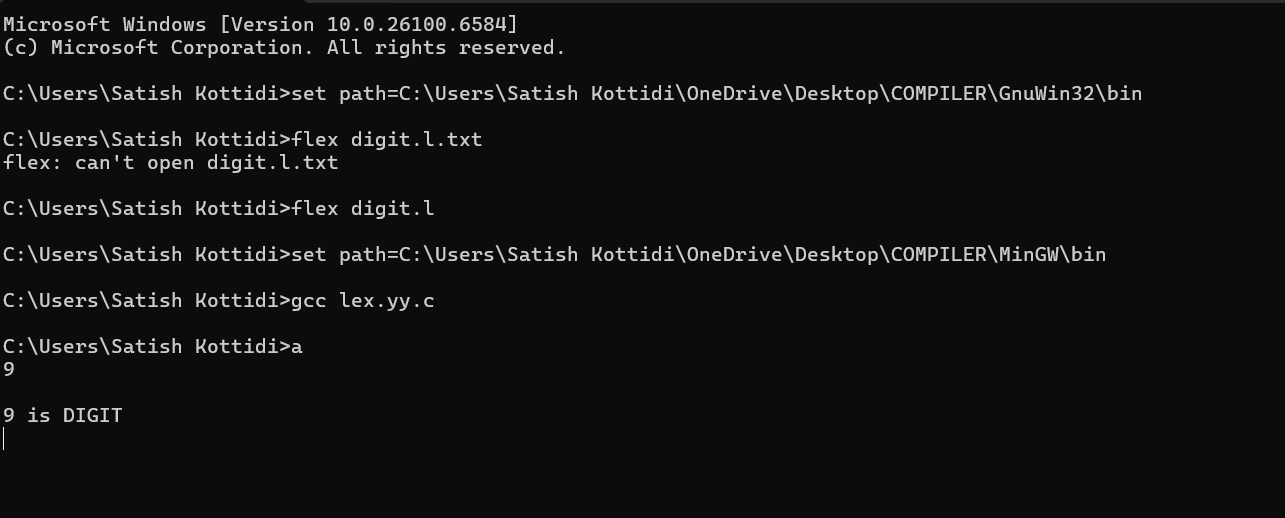 Microsoft Windows [Version 10.0.26100.6584]
(c) Microsoft Corporation. All rights reserved.
C:\Users\Satish Kottidi>set path=C:\Users\Satish Kottidi\OneDrive\Desktop\COMPILER\GnuWin32\bin
C:\Users\Satish Kottidi>flex digit.l.txt
flex: can't open digit.l.txt
C:\Users\Satish Kottidi>flex digit.l
C:\Users\Satish Kottidi>set path=C:\Users\Satish Kottidi\OneDrive\Desktop\COMPILER\MinGW\bin
C:\Users\Satish Kottidi>gcc lex.yy.c
C:\Users\Satish Kottidi>a
9
9 is DIGIT